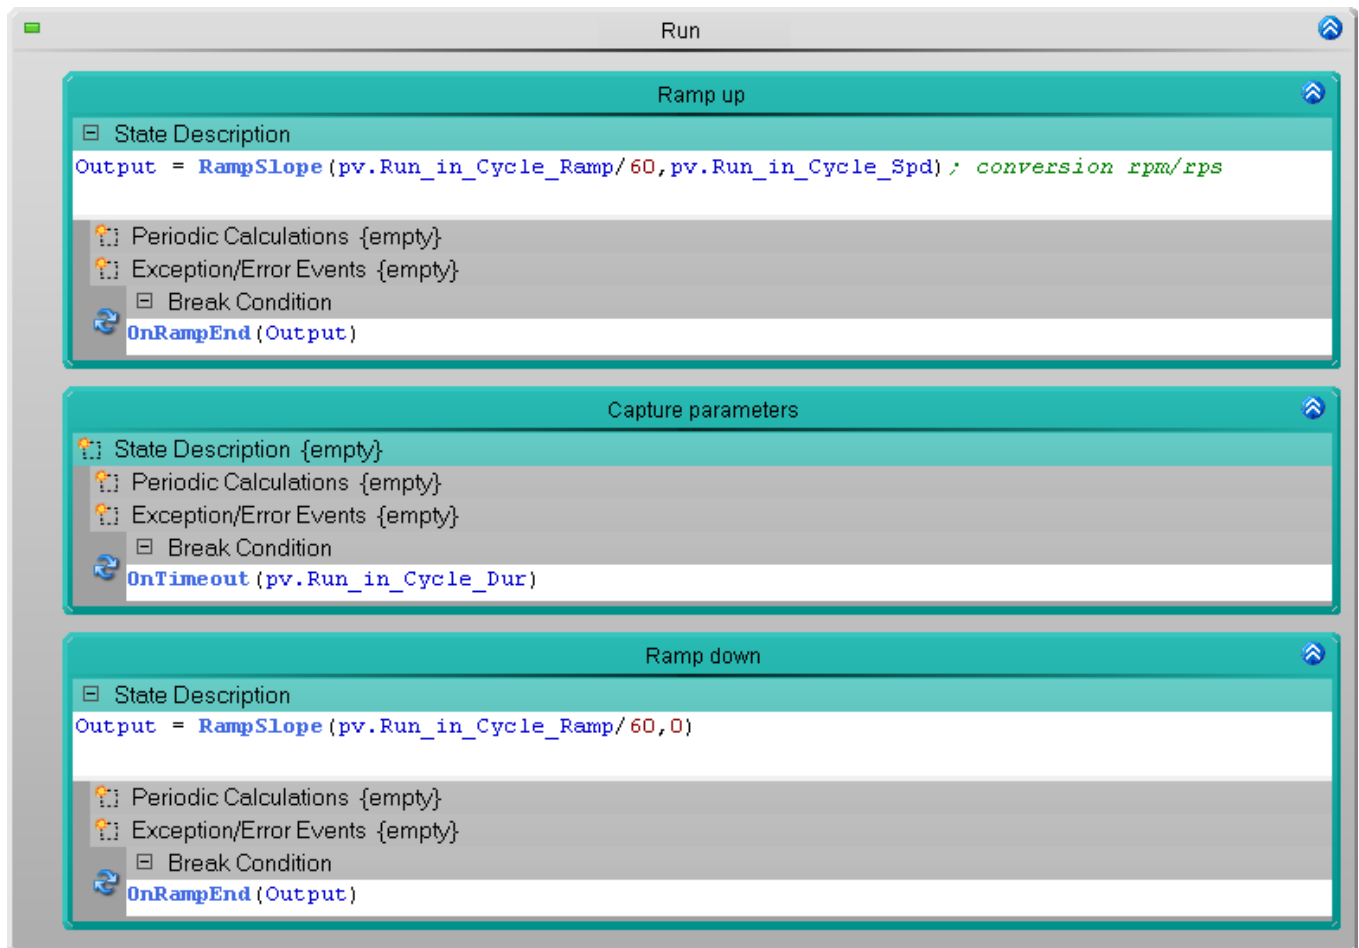 Run
Ramp up
State Description
Output = RampSlope(pv.Run_in_Cycle_Ramp/60,pv.Run_in_Cycle_Spd); conversion rpm/rps
Periodic Calculations {empty}
Exception/Error Events {empty}
Break Condition
OnRampEnd(Output)
Capture parameters
State Description {empty}
Periodic Calculations {empty}
Exception/Error Events {empty}
Break Condition
OnTimeout(pv.Run_in_Cycle_Dur)
Ramp down
State Description
Output = RampSlope(pv.Run_in_Cycle_Ramp/60,0)
Periodic Calculations {empty}
Exception/Error Events {empty}
Break Condition
OnRampEnd(Output)